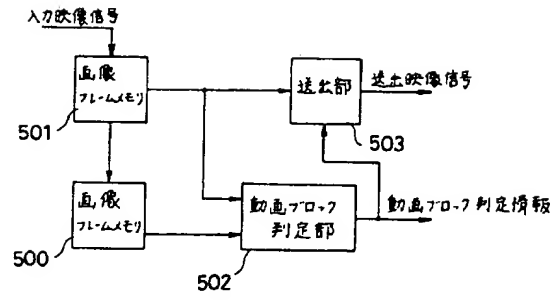 入力映像信号
画像
フレームメモリ
501
送出部
送出映像信号
503
画像
フレームメモリ
500
動画ブロック
判定部
502
動画ブロック判定情報